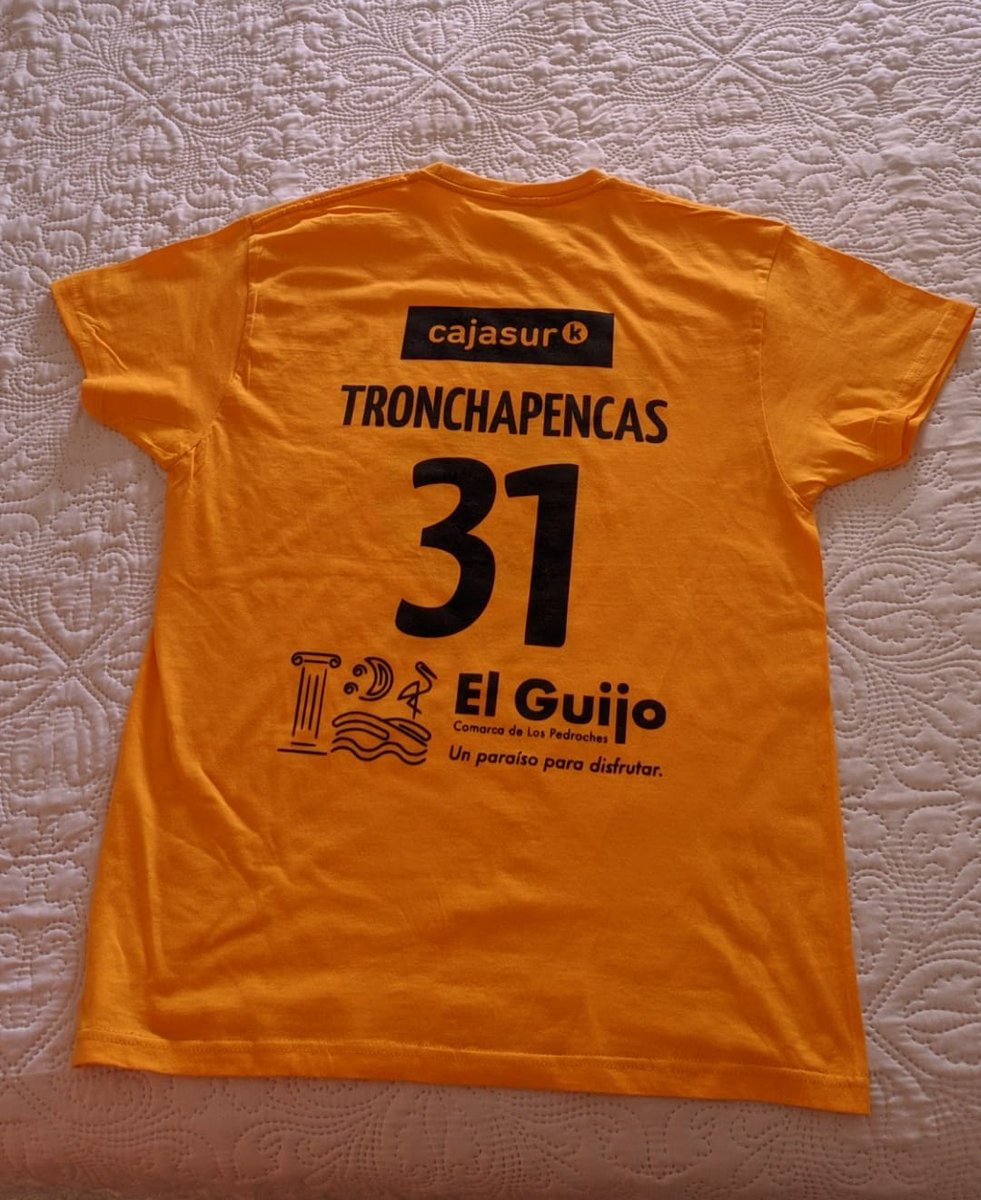 cajasur k
TRONCHAPENCAS
31
El Guijo
Comarca de Los Pedroches
Un paraíso para disfrutar.